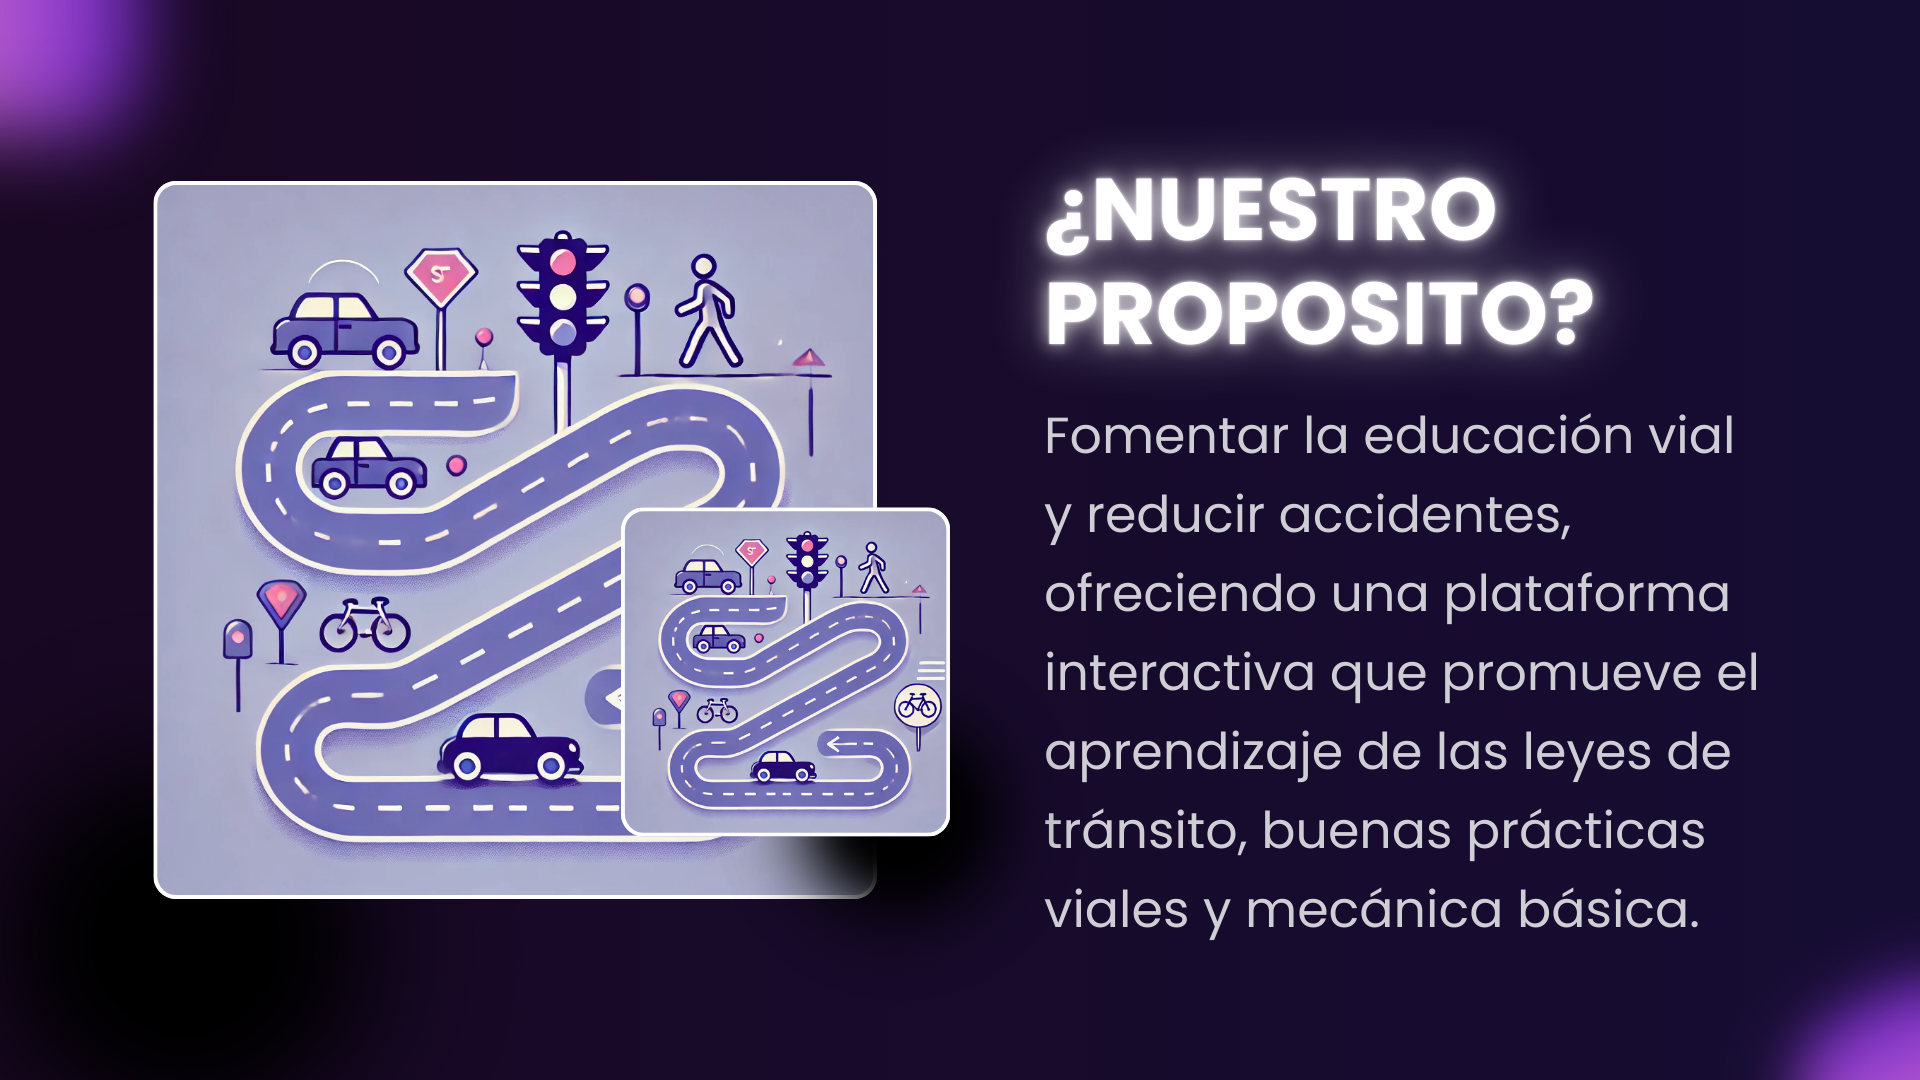 ¿NUESTRO
PROPOSITO?
Fomentar la educación vial
y reducir accidentes,
ofreciendo una plataforma
interactiva que promueve el
aprendizaje de las leyes de
tránsito, buenas prácticas
viales y mecánica básica.